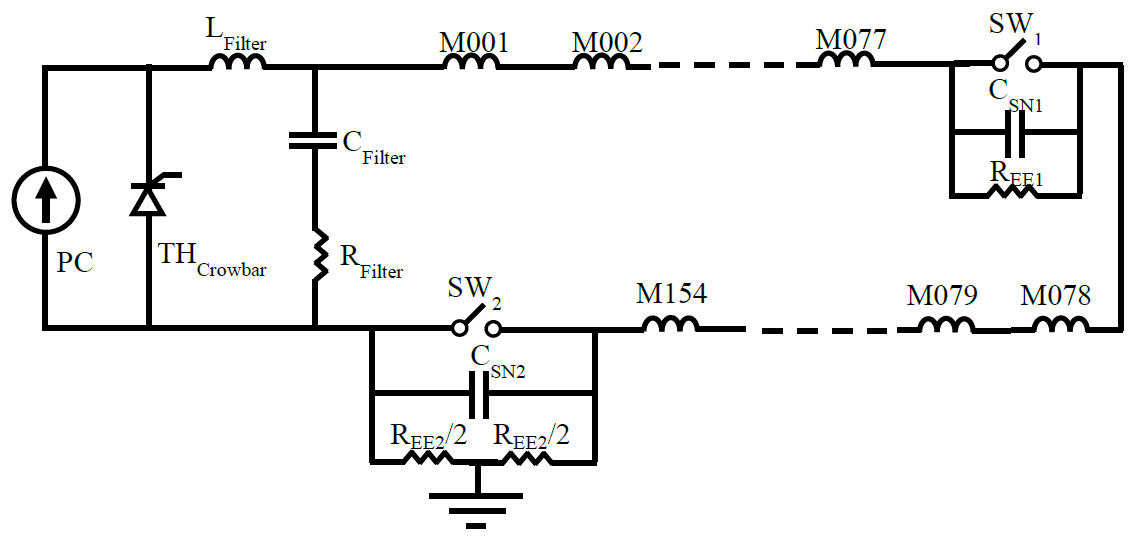 L Filter
M001
M002
M077
SW 1
C SN1
R EE1
C Filter
PC
TH Crowbar
R Filter
SW 2
M154
M079
M078
C SN2
R EE2/2
R EE2/2